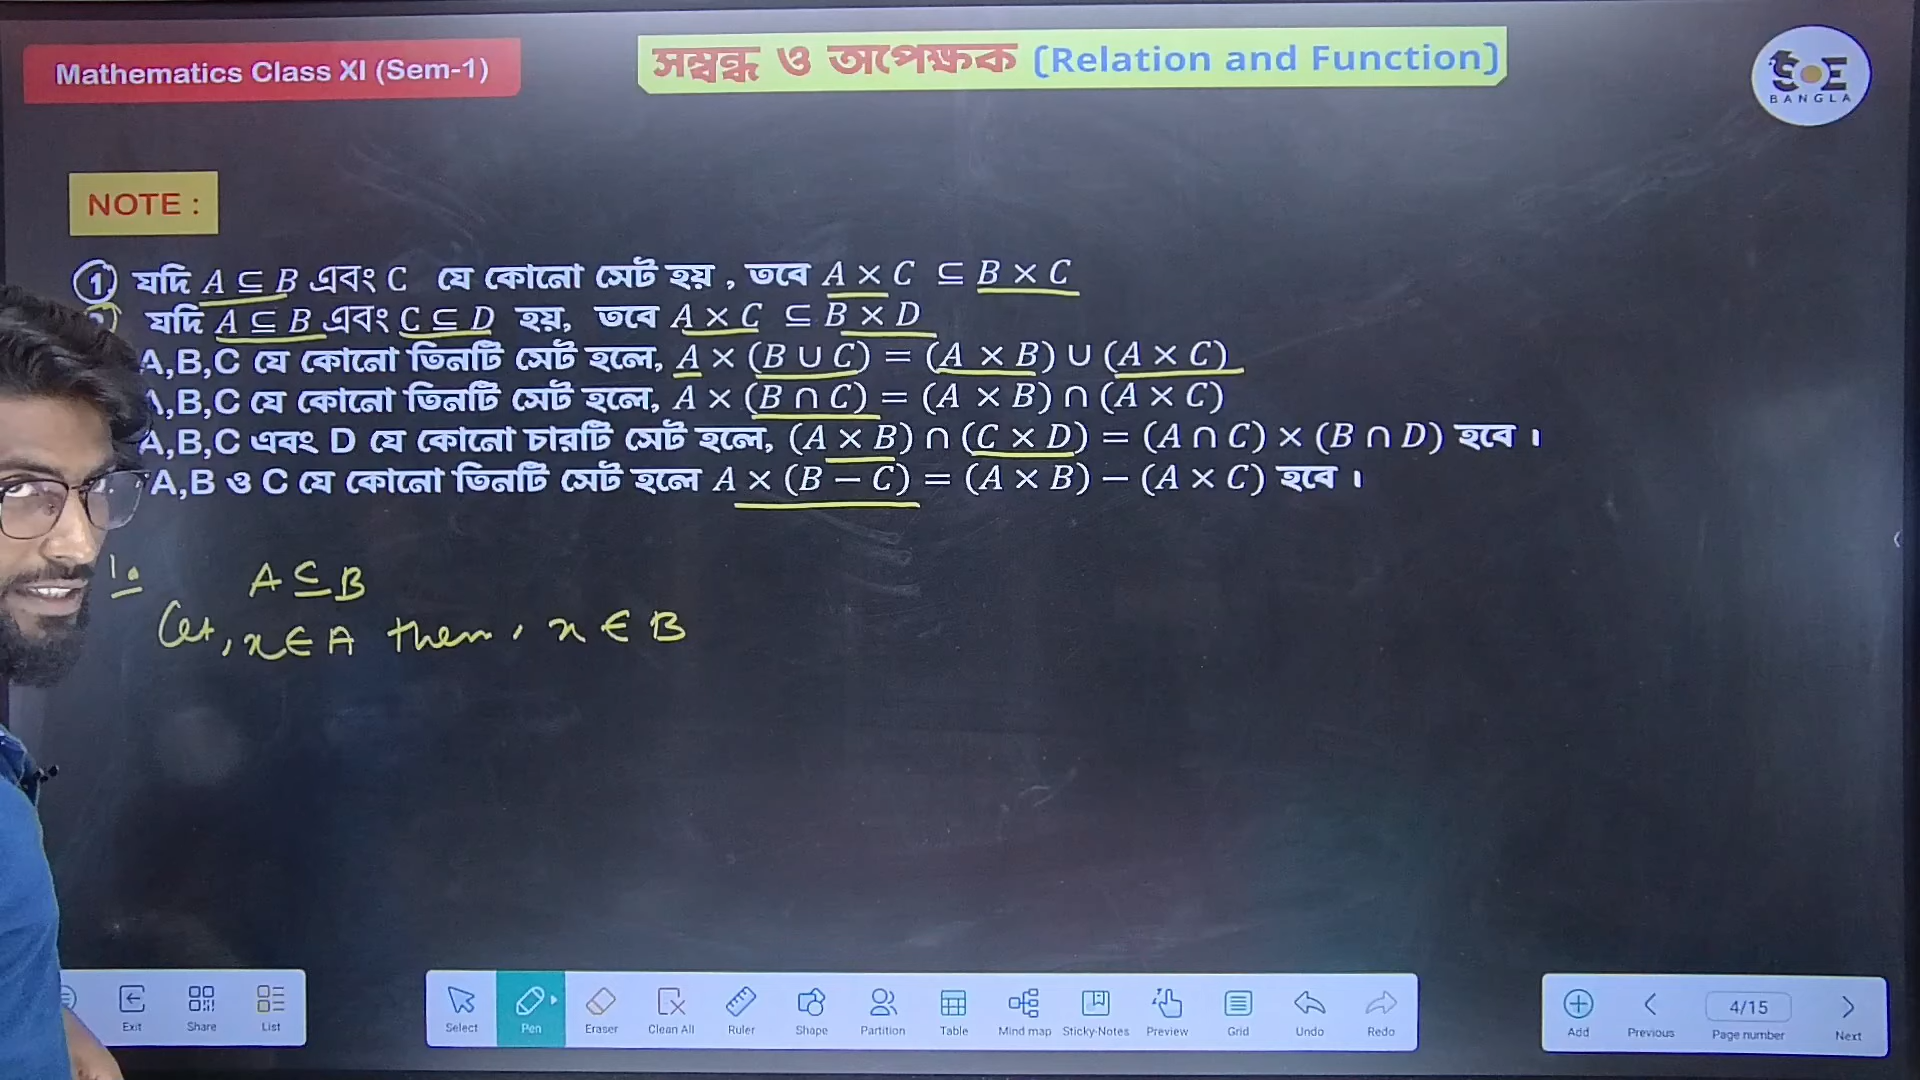 Mathematics Class XI (Sem-1)
সম্বন্ধ ও অপেক্ষক (Relation and Function)
SOE
BANGLA
NOTE :
1. যদি A ⊆ B এবং C যে কোনো সেট হয় , তবে A × C ⊆ B × C
যদি A ⊆ B এবং C ⊆ D হয়, তবে A × C ⊆ B × D
A,B,C যে কোনো তিনটি সেট হলে, A × (B ∪ C) = (A × B) ∪ (A × C)
A,B,C যে কোনো তিনটি সেট হলে, A × (B ∩ C) = (A × B) ∩ (A × C)
A,B,C এবং D যে কোনো চারটি সেট হলে, (A × B) ∩ (C × D) = (A ∩ C) × (B ∩ D) হবে ।
A,B ও C যে কোনো তিনটি সেট হলে A × (B − C) = (A × B) − (A × C) হবে ।
1. A ⊆ B
Let, x ∈ A then, x ∈ B
Exit Share List
Select Pen Eraser Clean All Ruler Shape Partition Table Mind map Sticky-Notes Preview Grid Undo Redo
4/15
Add Previous Page number Next